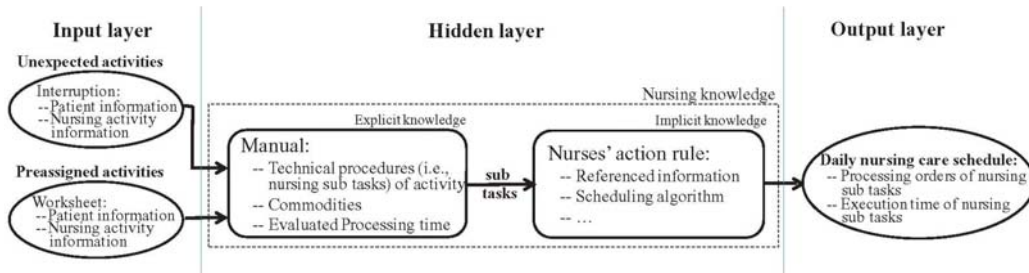 Input layer
Hidden layer
Output layer
Unexpected activities
Interruption:
--Patient information
--Nursing activity
information
Preassigned activities
Worksheet:
--Patient information
--Nursing activity
information
Nursing knowledge
Explicit knowledge
Manual:
-- Technical procedures (i.e.,
nursing sub tasks) of activity
-- Commodities
-- Evaluated Processing time
sub
tasks
Implicit knowledge
Nurses' action rule:
-- Referenced information
-- Scheduling algorithm
-- ...
Daily nursing care schedule:
-- Processing orders of nursing
sub tasks
-- Execution time of nursing
sub tasks